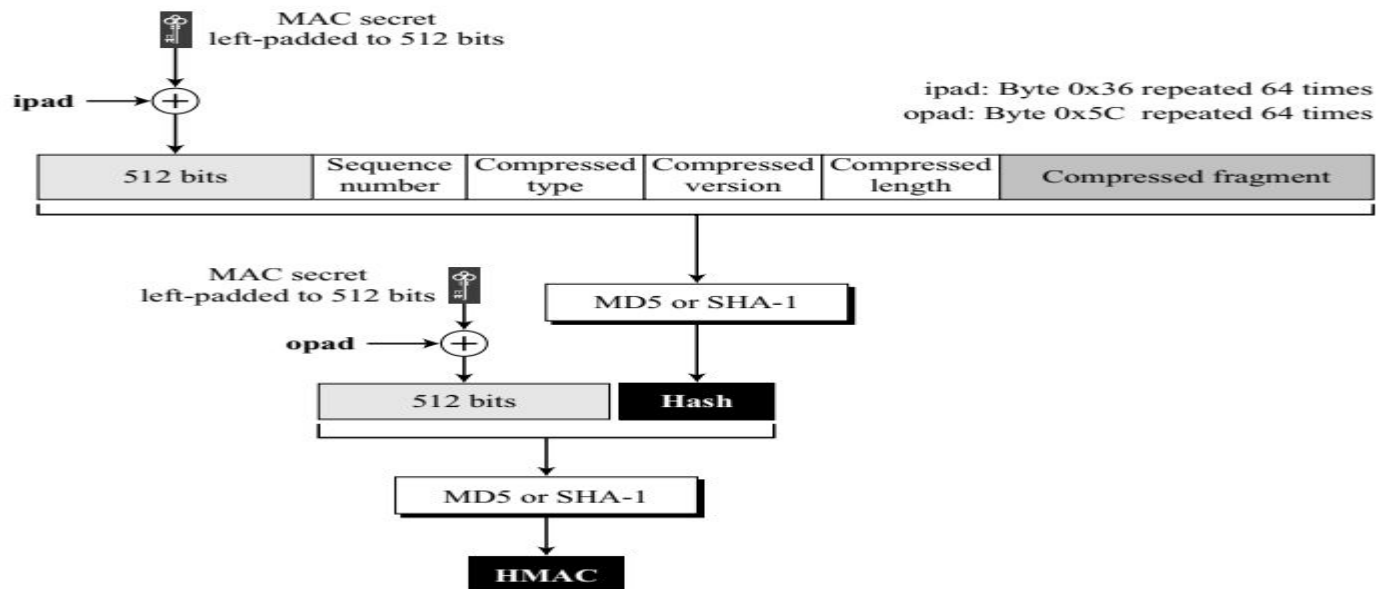 MAC secret
left-padded to 512 bits
ipad
ipad: Byte 0x36 repeated 64 times
opad: Byte 0x5C repeated 64 times
512 bits
Sequence
number
Compressed
type
Compressed
version
Compressed
length
Compressed fragment
MAC secret
left-padded to 512 bits
MD5 or SHA-1
opad
512 bits
Hash
MD5 or SHA-1
HMAC